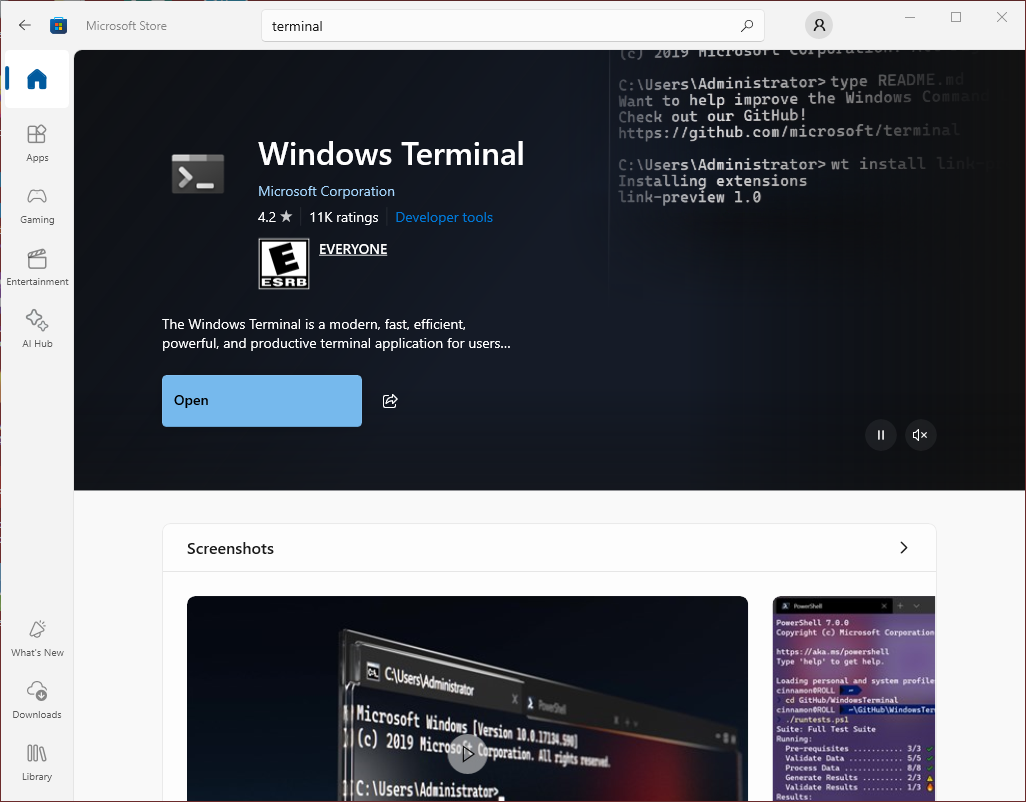 Microsoft Store
terminal
Apps
Gaming
Entertainment
AI Hub
What's New
Downloads
Library
(c) 2019 Microsoft Corporation.
C:\Users\Administrator> type README.md
Want to help improve the Windows Command
Check out our GitHub!
https://github.com/microsoft/terminal
C:\Users\Administrator> wt install link-p
Installing extensions
link-preview 1.0
Windows Terminal
Microsoft Corporation
4.2 ★ 11K ratings Developer tools
E
ESRB
EVERYONE
The Windows Terminal is a modern, fast, efficient,
powerful, and productive terminal application for users...
Open
Screenshots
C:\Users\Administrator
PowerShell
Microsoft Windows [Version 10.0.17134.590]
(c) 2019 Microsoft Corporation. All rights reserved.
C:\Users\Administrator>
PowerShell
PowerShell 7.0.0
Copyright (c) Microsoft Corporation
https://aka.ms/powershell
Type 'help' to get help.
Loading personal and system profile
cinnamon@ROLL ~
cd GitHub/WindowsTerminal
cinnamon@ROLL ~\GitHub\WindowsTer
./runtests.ps1
Suite: Full Test Suite
Running:
Pre-requisites .......... 3/3
Validate Data ........... 5/5
Process Data ............ 8/8
Generate Results ........ 2/3
Validate Results ........ 1/3
Results: